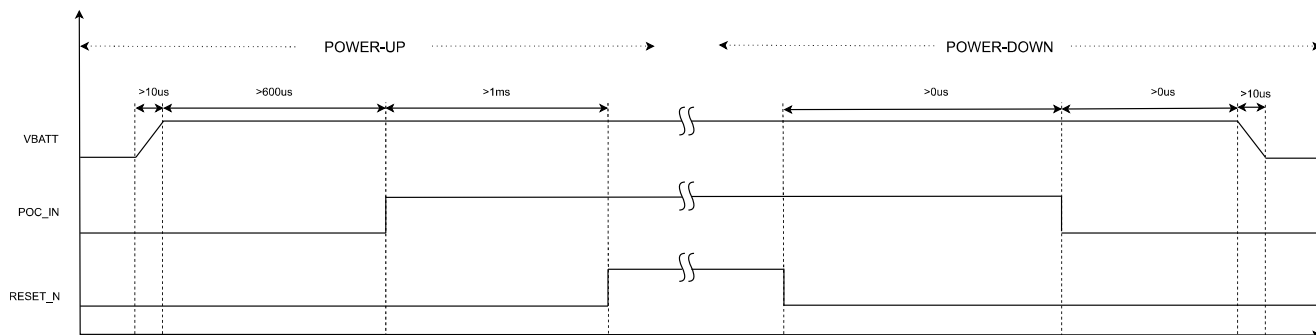 POWER-UP
POWER-DOWN
>10us
>600us
>1ms
>0us
>0us
>10us
VBATT
POC_IN
RESET_N